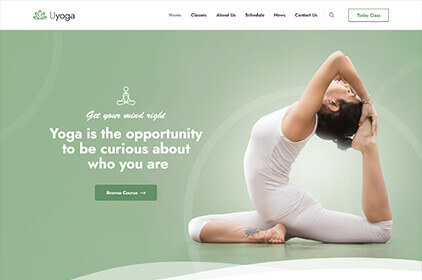 Uyoga
Home Classes About Us Schedule News Contact Us
Today Class
Get your mind right
Yoga is the opportunity
to be curious about
who you are
Browse Course